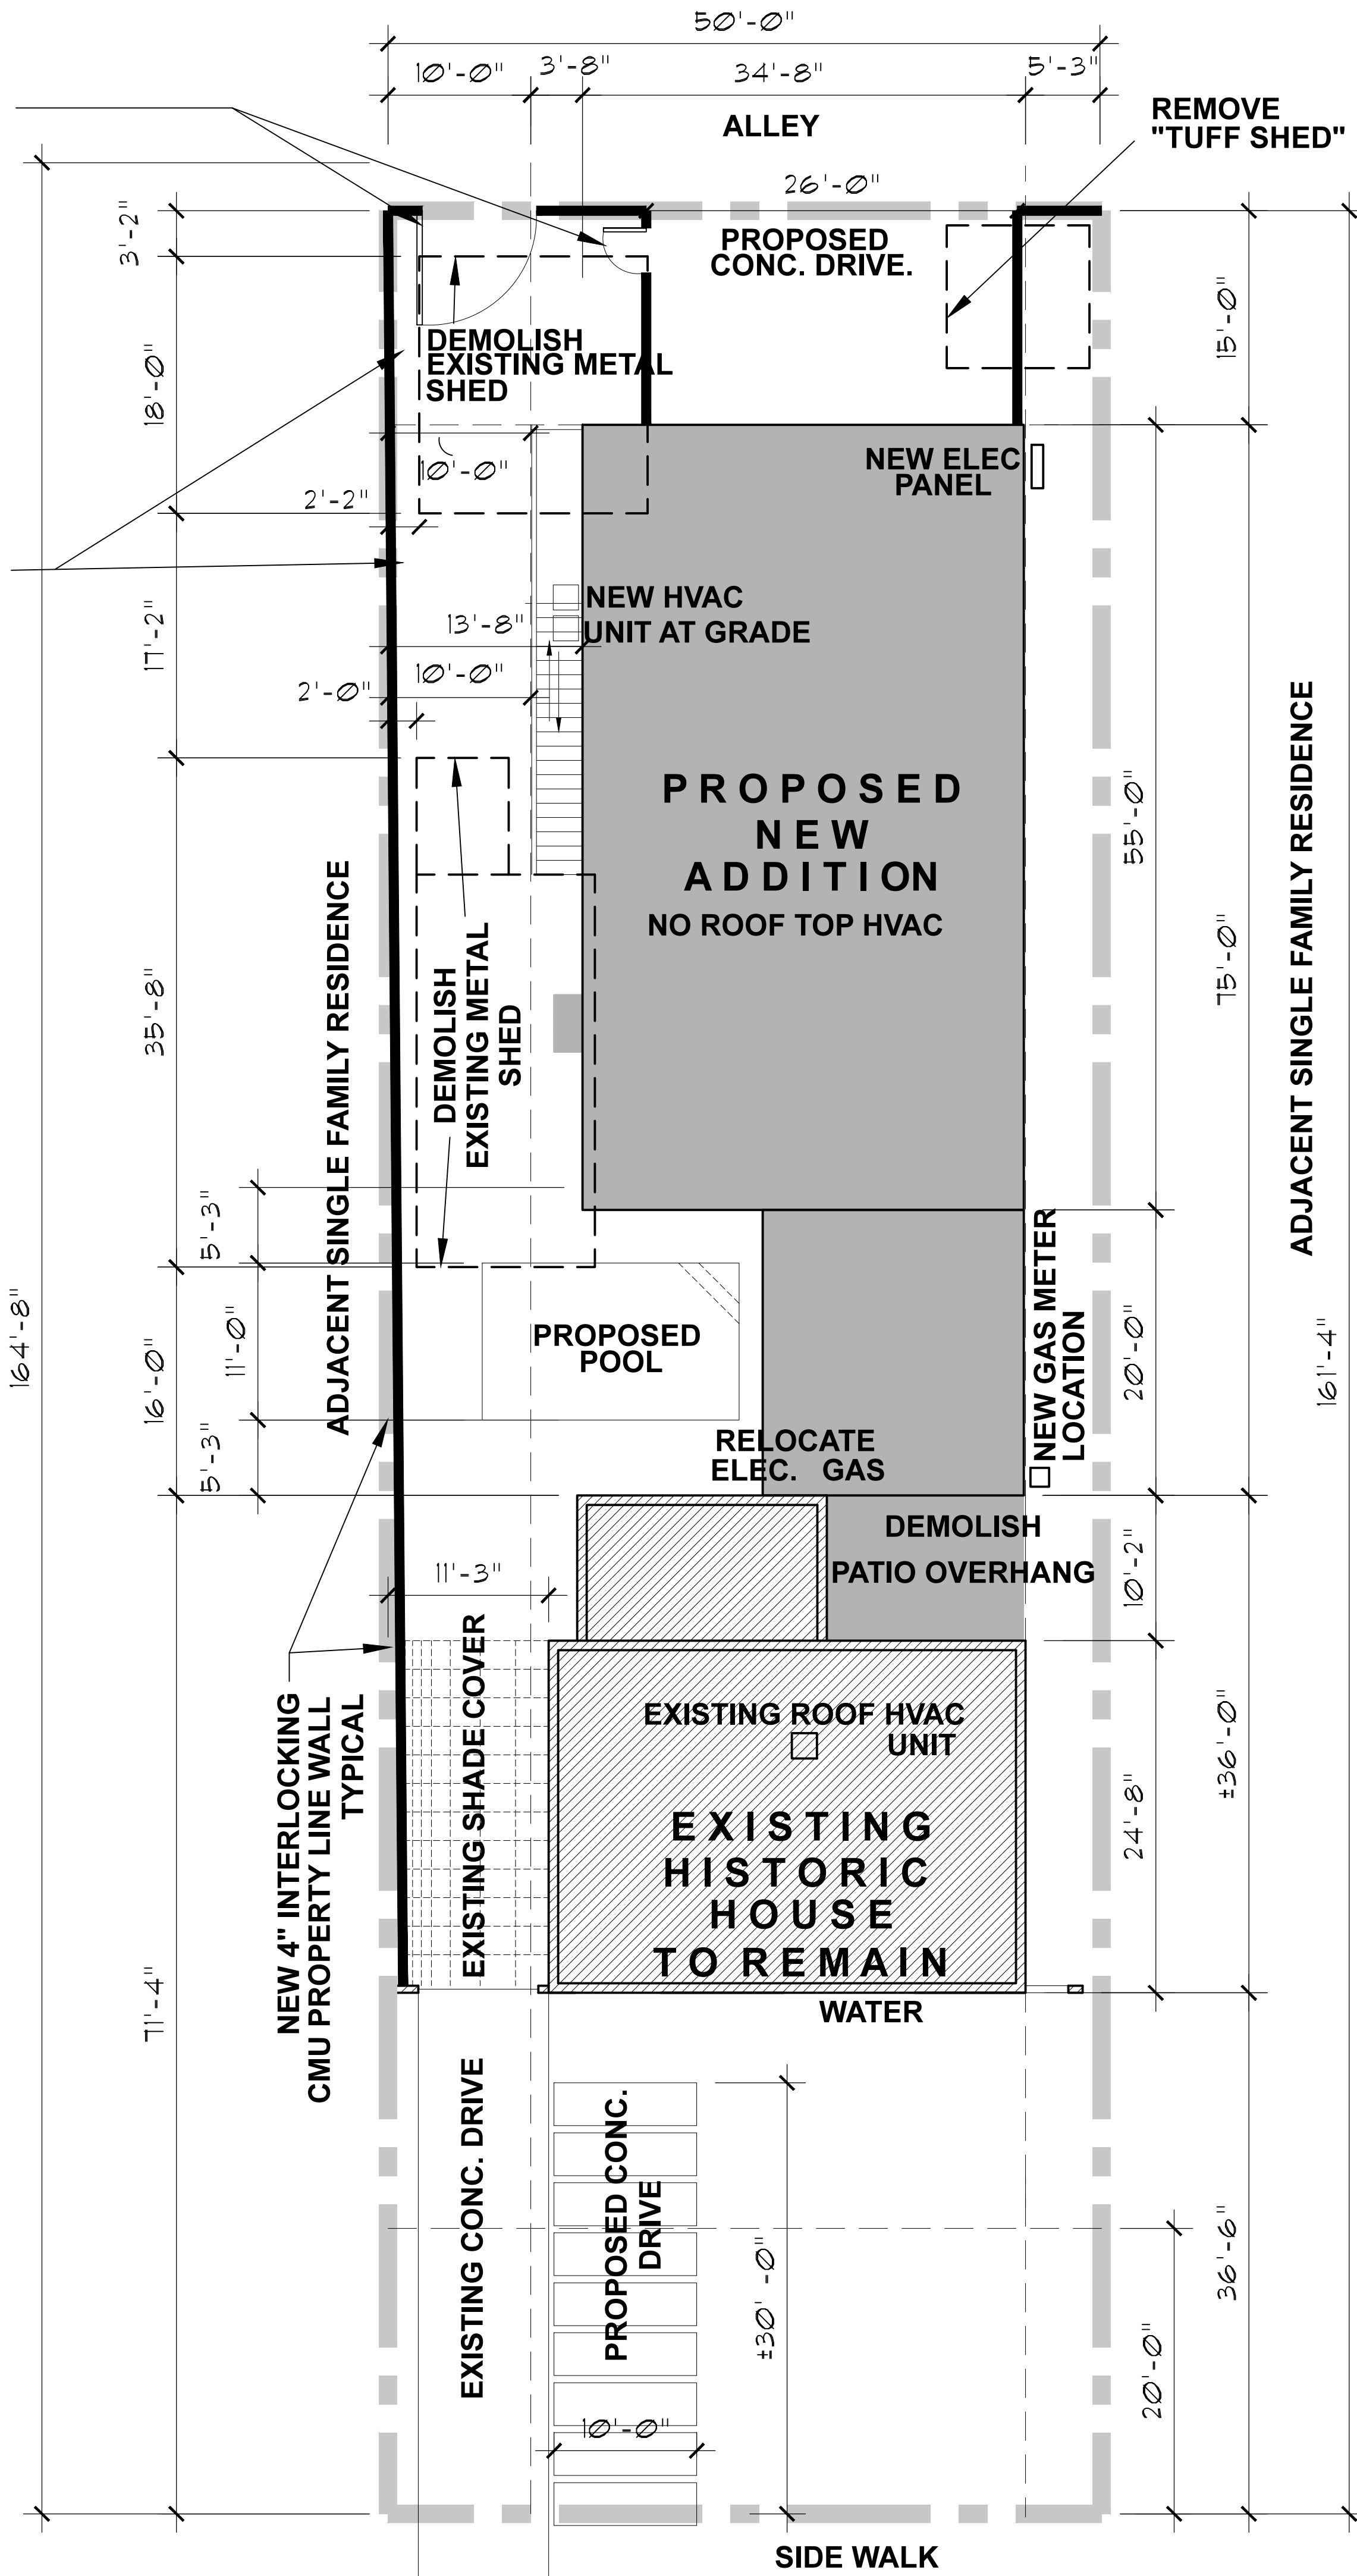 50'-0"
10'-0"
3'-8"
34'-8"
5'-3"
ALLEY
REMOVE
"TUFF SHED"
26'-0"
3'-2"
PROPOSED
CONC. DRIVE.
15'-0"
DEMOLISH
EXISTING METAL
SHED
18'-0"
10'-0"
2'-2"
NEW ELEC
PANEL
NEW HVAC
UNIT AT GRADE
13'-8"
10'-0"
2'-0"
17'-2"
PROPOSED
NEW
ADDITION
NO ROOF TOP HVAC
55'-0"
75'-0"
ADJACENT SINGLE FAMILY RESIDENCE
ADJACENT SINGLE FAMILY RESIDENCE
DEMOLISH
EXISTING METAL
SHED
35'-8"
5'-3"
11'-0"
5'-3"
16'-0"
164'-8"
PROPOSED
POOL
NEW GAS METER
LOCATION
20'-0"
161'-4"
RELOCATE
ELEC. GAS
DEMOLISH
PATIO OVERHANG
10'-2"
11'-3"
EXISTING SHADE COVER
NEW 4" INTERLOCKING
CMU PROPERTY LINE WALL
TYPICAL
EXISTING ROOF HVAC
UNIT
EXISTING
HISTORIC
HOUSE
TO REMAIN
24'-8"
±36'-0"
WATER
71'-4"
EXISTING CONC. DRIVE
PROPOSED CONC.
DRIVE
±30' -0"
36'-6"
20'-0"
10'-0"
SIDE WALK